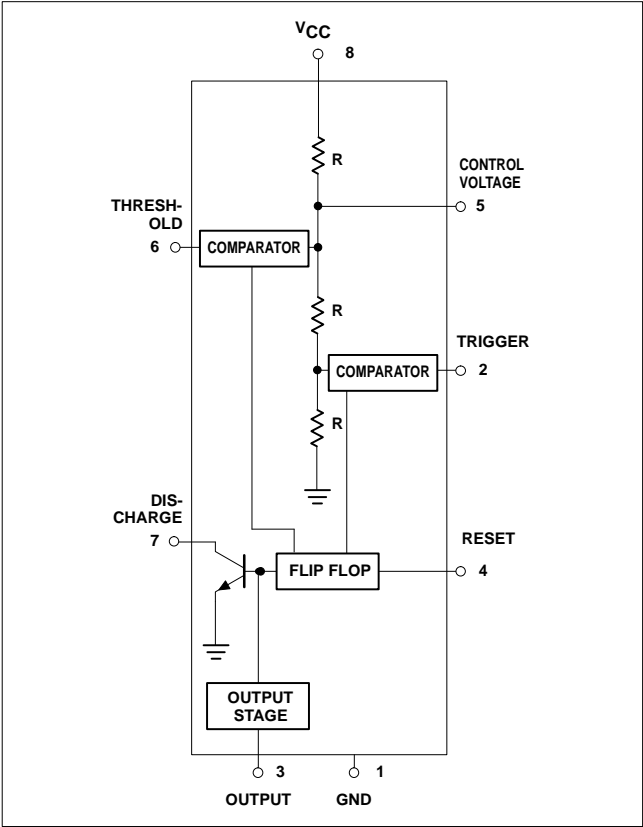 VCC
8
R
CONTROL
VOLTAGE
5
THRESH-
OLD
6
COMPARATOR
R
TRIGGER
COMPARATOR
2
R
DIS-
CHARGE
7
RESET
FLIP FLOP
4
OUTPUT
STAGE
3
1
OUTPUT
GND